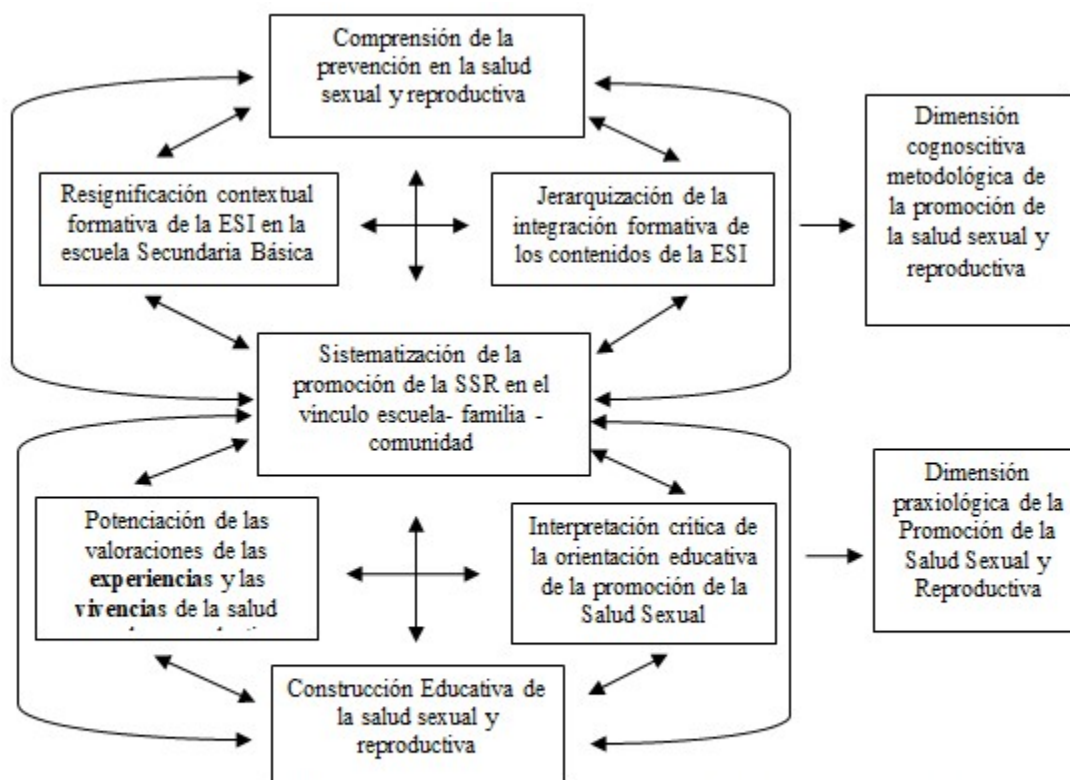 Comprensión de la
prevención en la salud
sexual y reproductiva
Dimensión
cognoscitiva
metodológica de
la promoción de
la salud sexual y
reproductiva
Resignificación contextual
formativa de la ESI en la
escuela Secundaria Básica
Jerarquización de la
integración formativa de
los contenidos de la ESI
Sistematización de la
promoción de la SSR en el
vínculo escuela- familia -
comunidad
Dimensión
praxiológica de la
Promoción de la
Salud Sexual y
Reproductiva
Potenciación de las
valoraciones de las
experiencias y las
vivencias de la salud
Interpretación crítica de
la orientación educativa
de la promoción de la
Salud Sexual
Construcción Educativa de
la salud sexual y
reproductiva